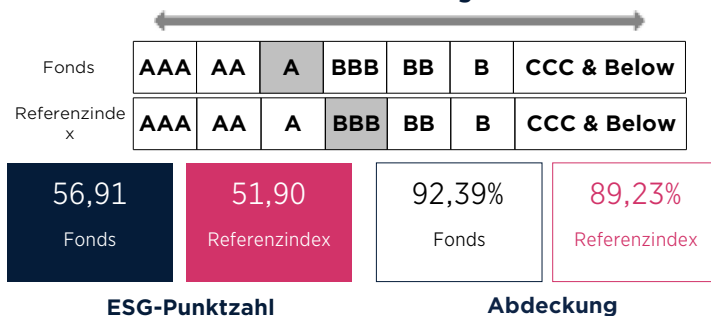 Fonds AAA AA A BBB BB B CCC & Below
Referenzinde
x AAA AA A BBB BB B CCC & Below
56,91 51,90 92,39% 89,23%
Fonds Referenzindex Fonds Referenzindex
ESG-Punktzahl Abdeckung